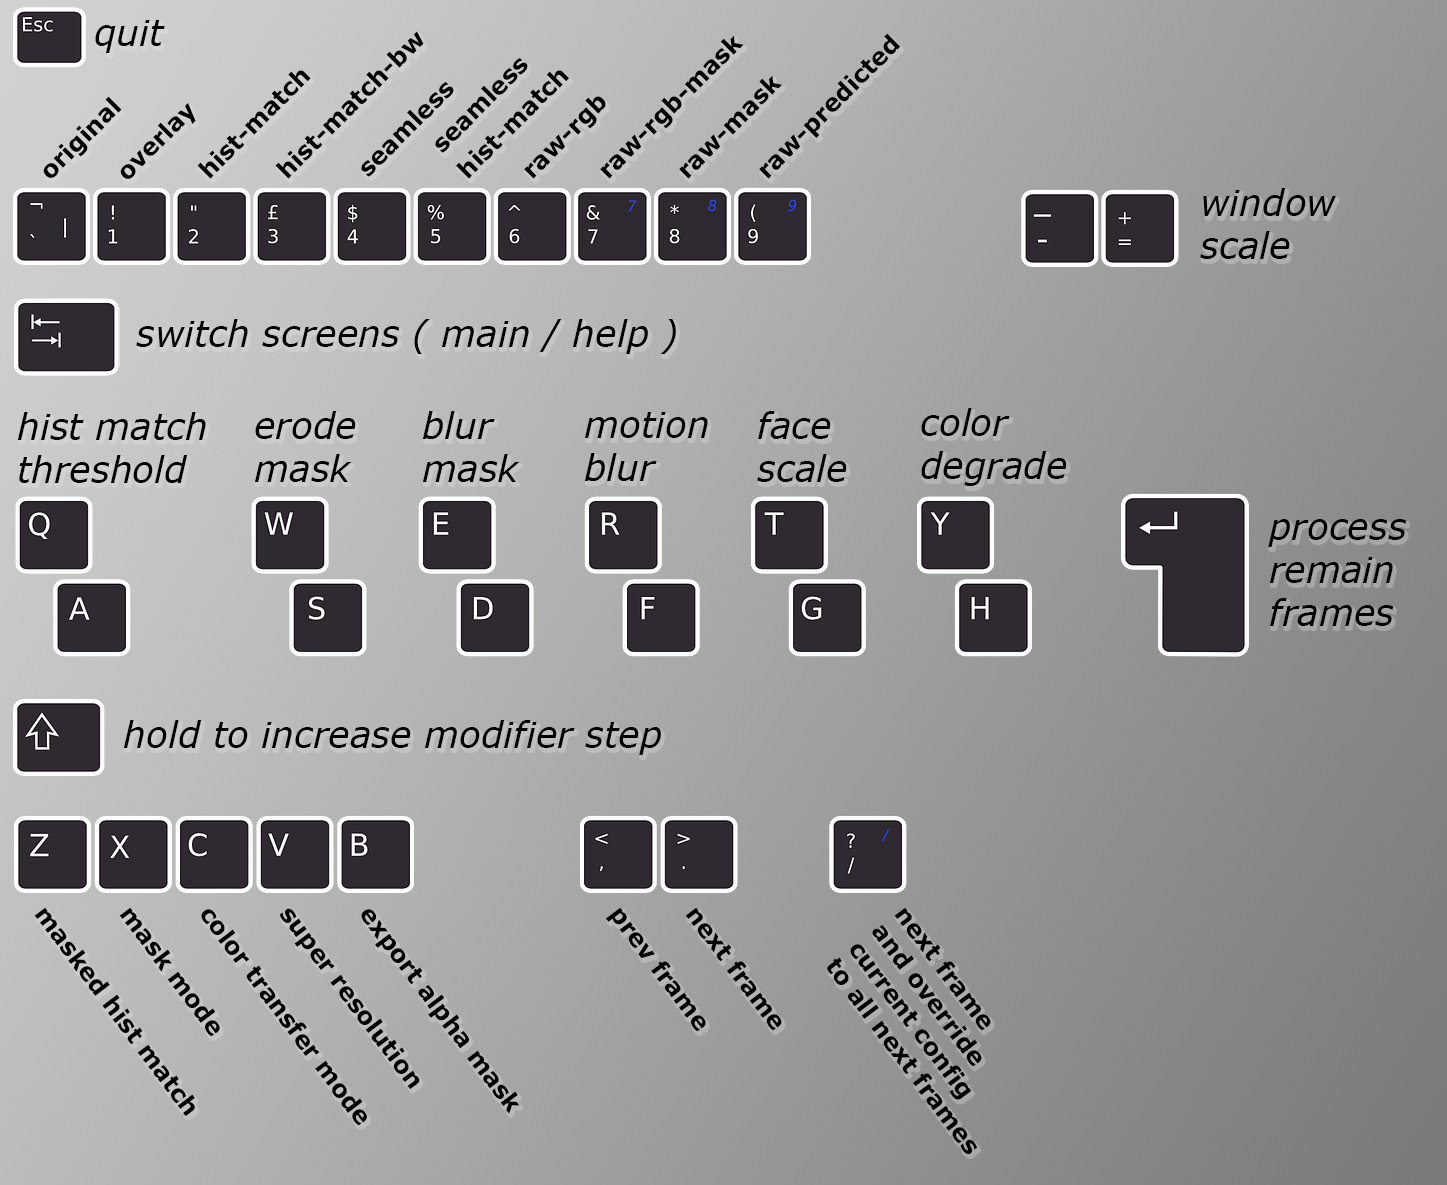 Esc quit
original
overlay
hist-match
hist-match-bw
seamless
seamless
hist-match
raw-rgb
raw-rgb-mask
raw-mask
raw-predicted
¬ ! " £ $ % ^ & 7 * 8 ( 9
` | 1 2 3 4 5 6 7 8 9
— +
- =
window
scale
switch screens ( main / help )
hist match
threshold
erode
mask
blur
mask
motion
blur
face
scale
color
degrade
Q W E R T Y
A S D F G H
process
remain
frames
hold to increase modifier step
Z X C V B
< > ? /
, . /
masked hist match
mask mode
color transfer mode
super resolution
export alpha mask
prev frame
next frame
next frame
and override
current config
to all next frames